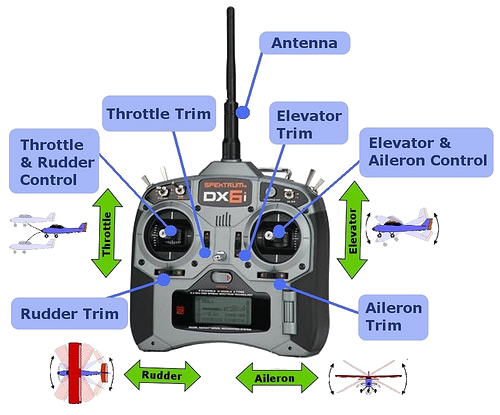 Antenna
Throttle Trim
Elevator
Trim
Throttle
& Rudder
Control
Elevator &
Aileron Control
SPEKTRUM
DX6i
Throttle
Elevator
Rudder Trim
Aileron
Trim
Rudder
Aileron